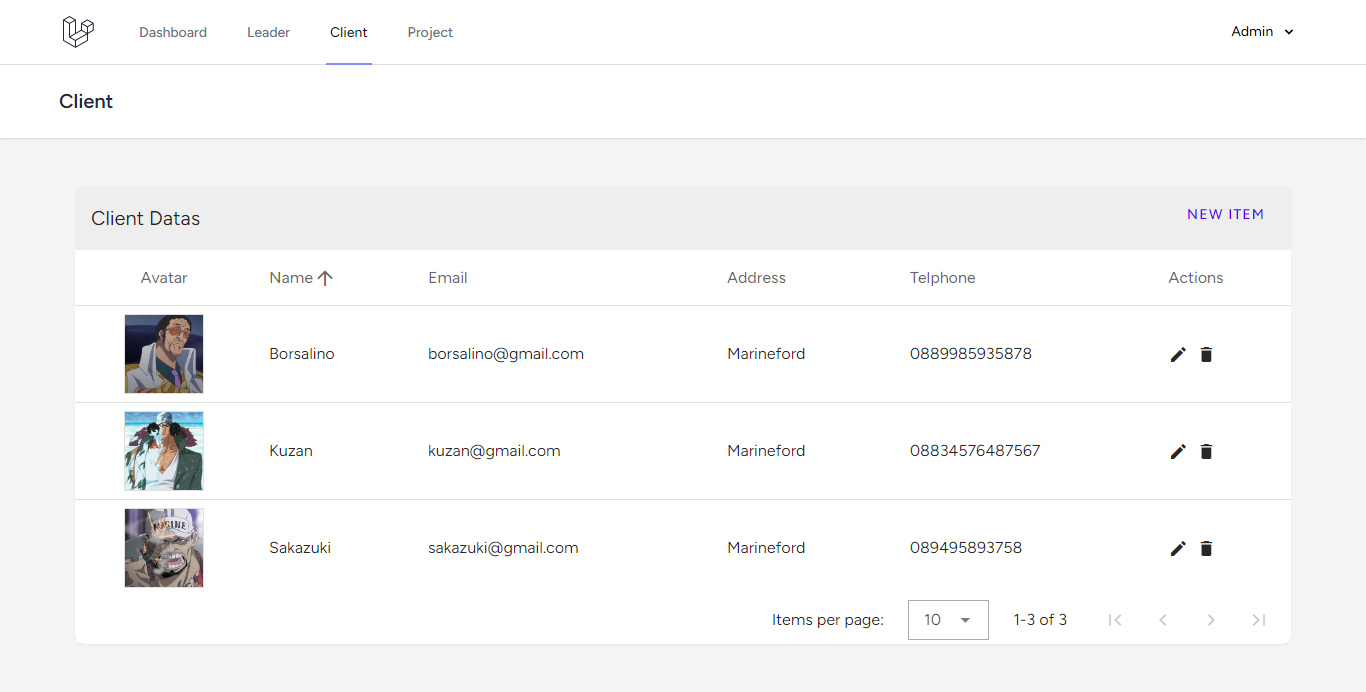 Dashboard Leader Client Project Admin
Client
Client Datas NEW ITEM
Avatar Name Email Address Telphone Actions
Borsalino borsalino@gmail.com Marineford 0889985935878
Kuzan kuzan@gmail.com Marineford 08834576487567
MARINE
Sakazuki sakazuki@gmail.com Marineford 089495893758
Items per page: 10 1-3 of 3